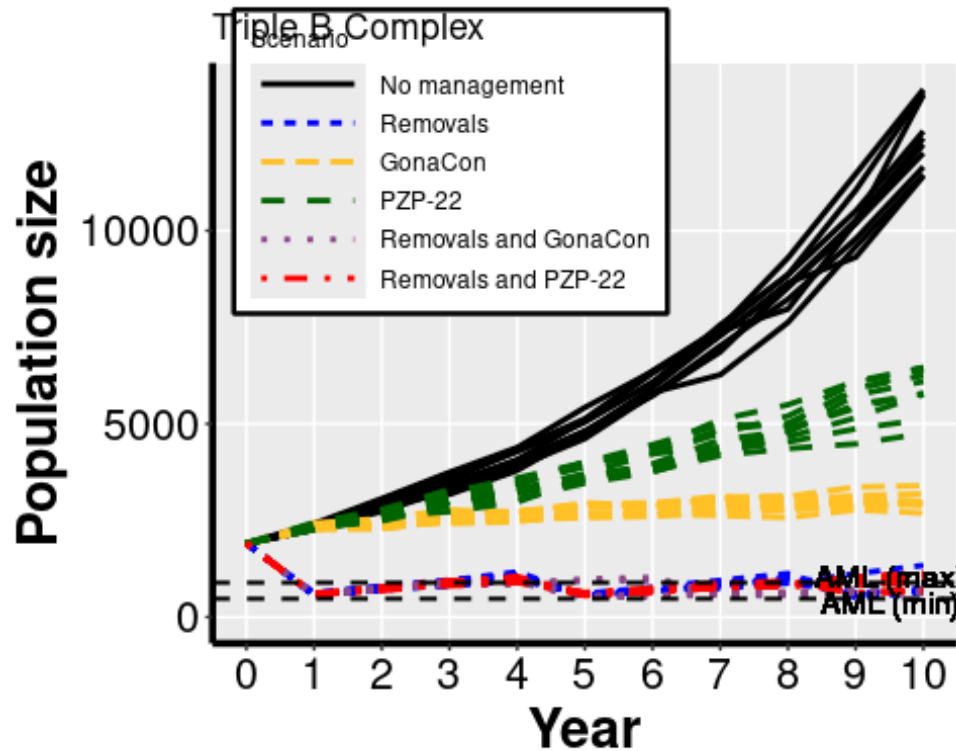 Triple B Complex
Scenario
No management
Removals
GonaCon
PZP-22
Removals and GonaCon
Removals and PZP-22
Population size
10000
5000
0
AML (max)
AML (min)
0 1 2 3 4 5 6 7 8 9 10
Year